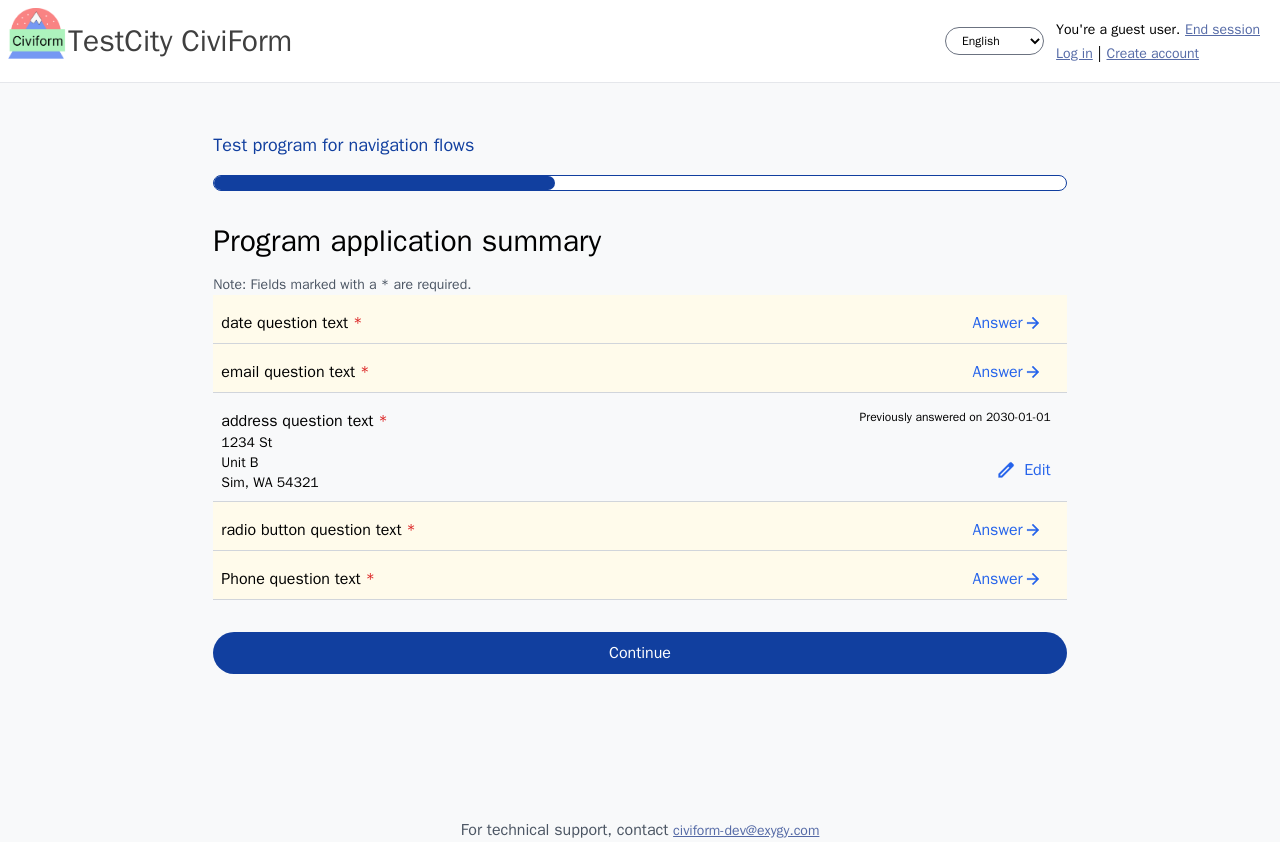 Civiform
TestCity CiviForm
English
You're a guest user. End session
Log in | Create account
Test program for navigation flows
Program application summary
Note: Fields marked with a * are required.
date question text *
Answer
email question text *
Answer
address question text *
Previously answered on 2030-01-01
1234 St
Unit B
Sim, WA 54321
Edit
radio button question text *
Answer
Phone question text *
Answer
Continue
For technical support, contact civiform-dev@exygy.com